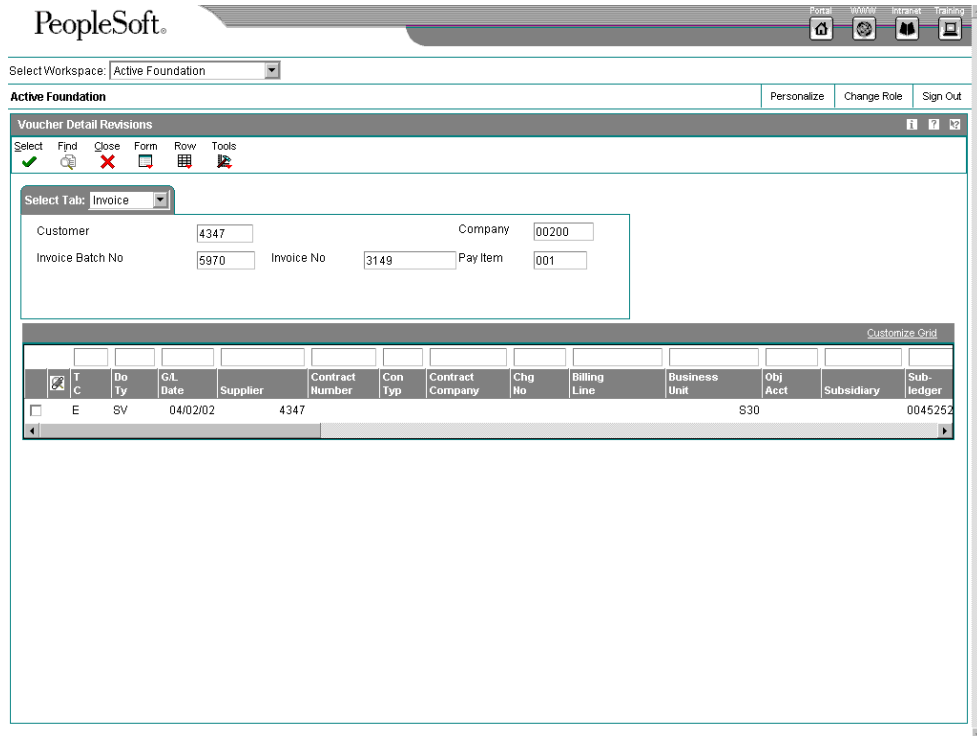 Portal WWW Intranet Training
PeopleSoft®
Select Workspace: Active Foundation
Active Foundation Personalize Change Role Sign Out
Voucher Detail Revisions i ? ?
Select Find Close Form Row Tools
Select Tab: Invoice
Customer 4347 Company 00200
Invoice Batch No 5970 Invoice No 3149 Pay Item 001
Customize Grid
T Do G/L Contract Con Contract Chg Billing Business Obj Sub-
C Ty Date Supplier Number Typ Company No Line Unit Acct Subsidiary ledger
E SV 04/02/02 4347 S30 0045252